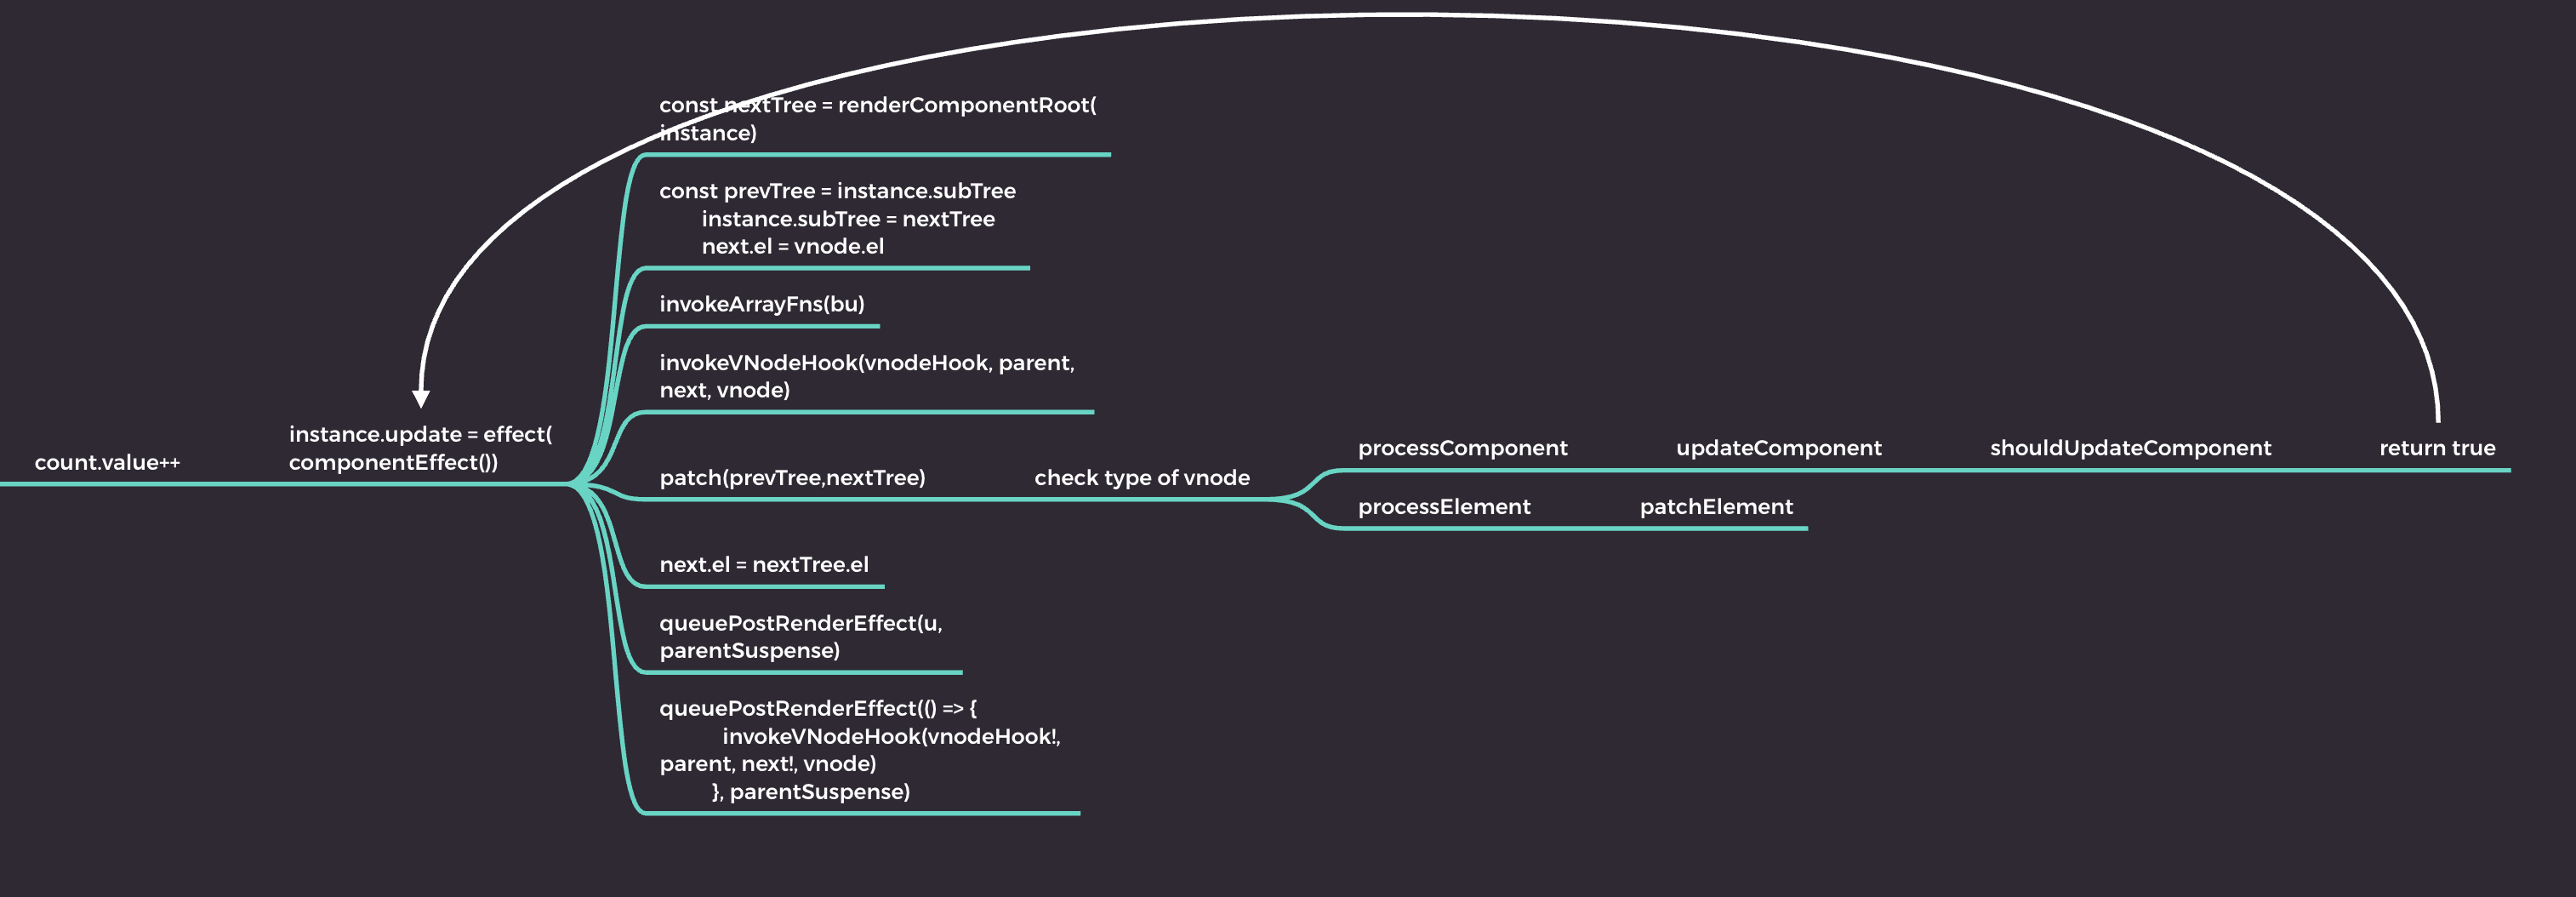 count.value++
instance.update = effect(
componentEffect())
const nextTree = renderComponentRoot(
instance)
const prevTree = instance.subTree
instance.subTree = nextTree
next.el = vnode.el
invokeArrayFns(bu)
invokeVNodeHook(vnodeHook, parent,
next, vnode)
patch(prevTree,nextTree)
check type of vnode
processComponent
updateComponent
shouldUpdateComponent
return true
processElement
patchElement
next.el = nextTree.el
queuePostRenderEffect(u,
parentSuspense)
queuePostRenderEffect(() => {
invokeVNodeHook(vnodeHook!,
parent, next!, vnode)
}, parentSuspense)